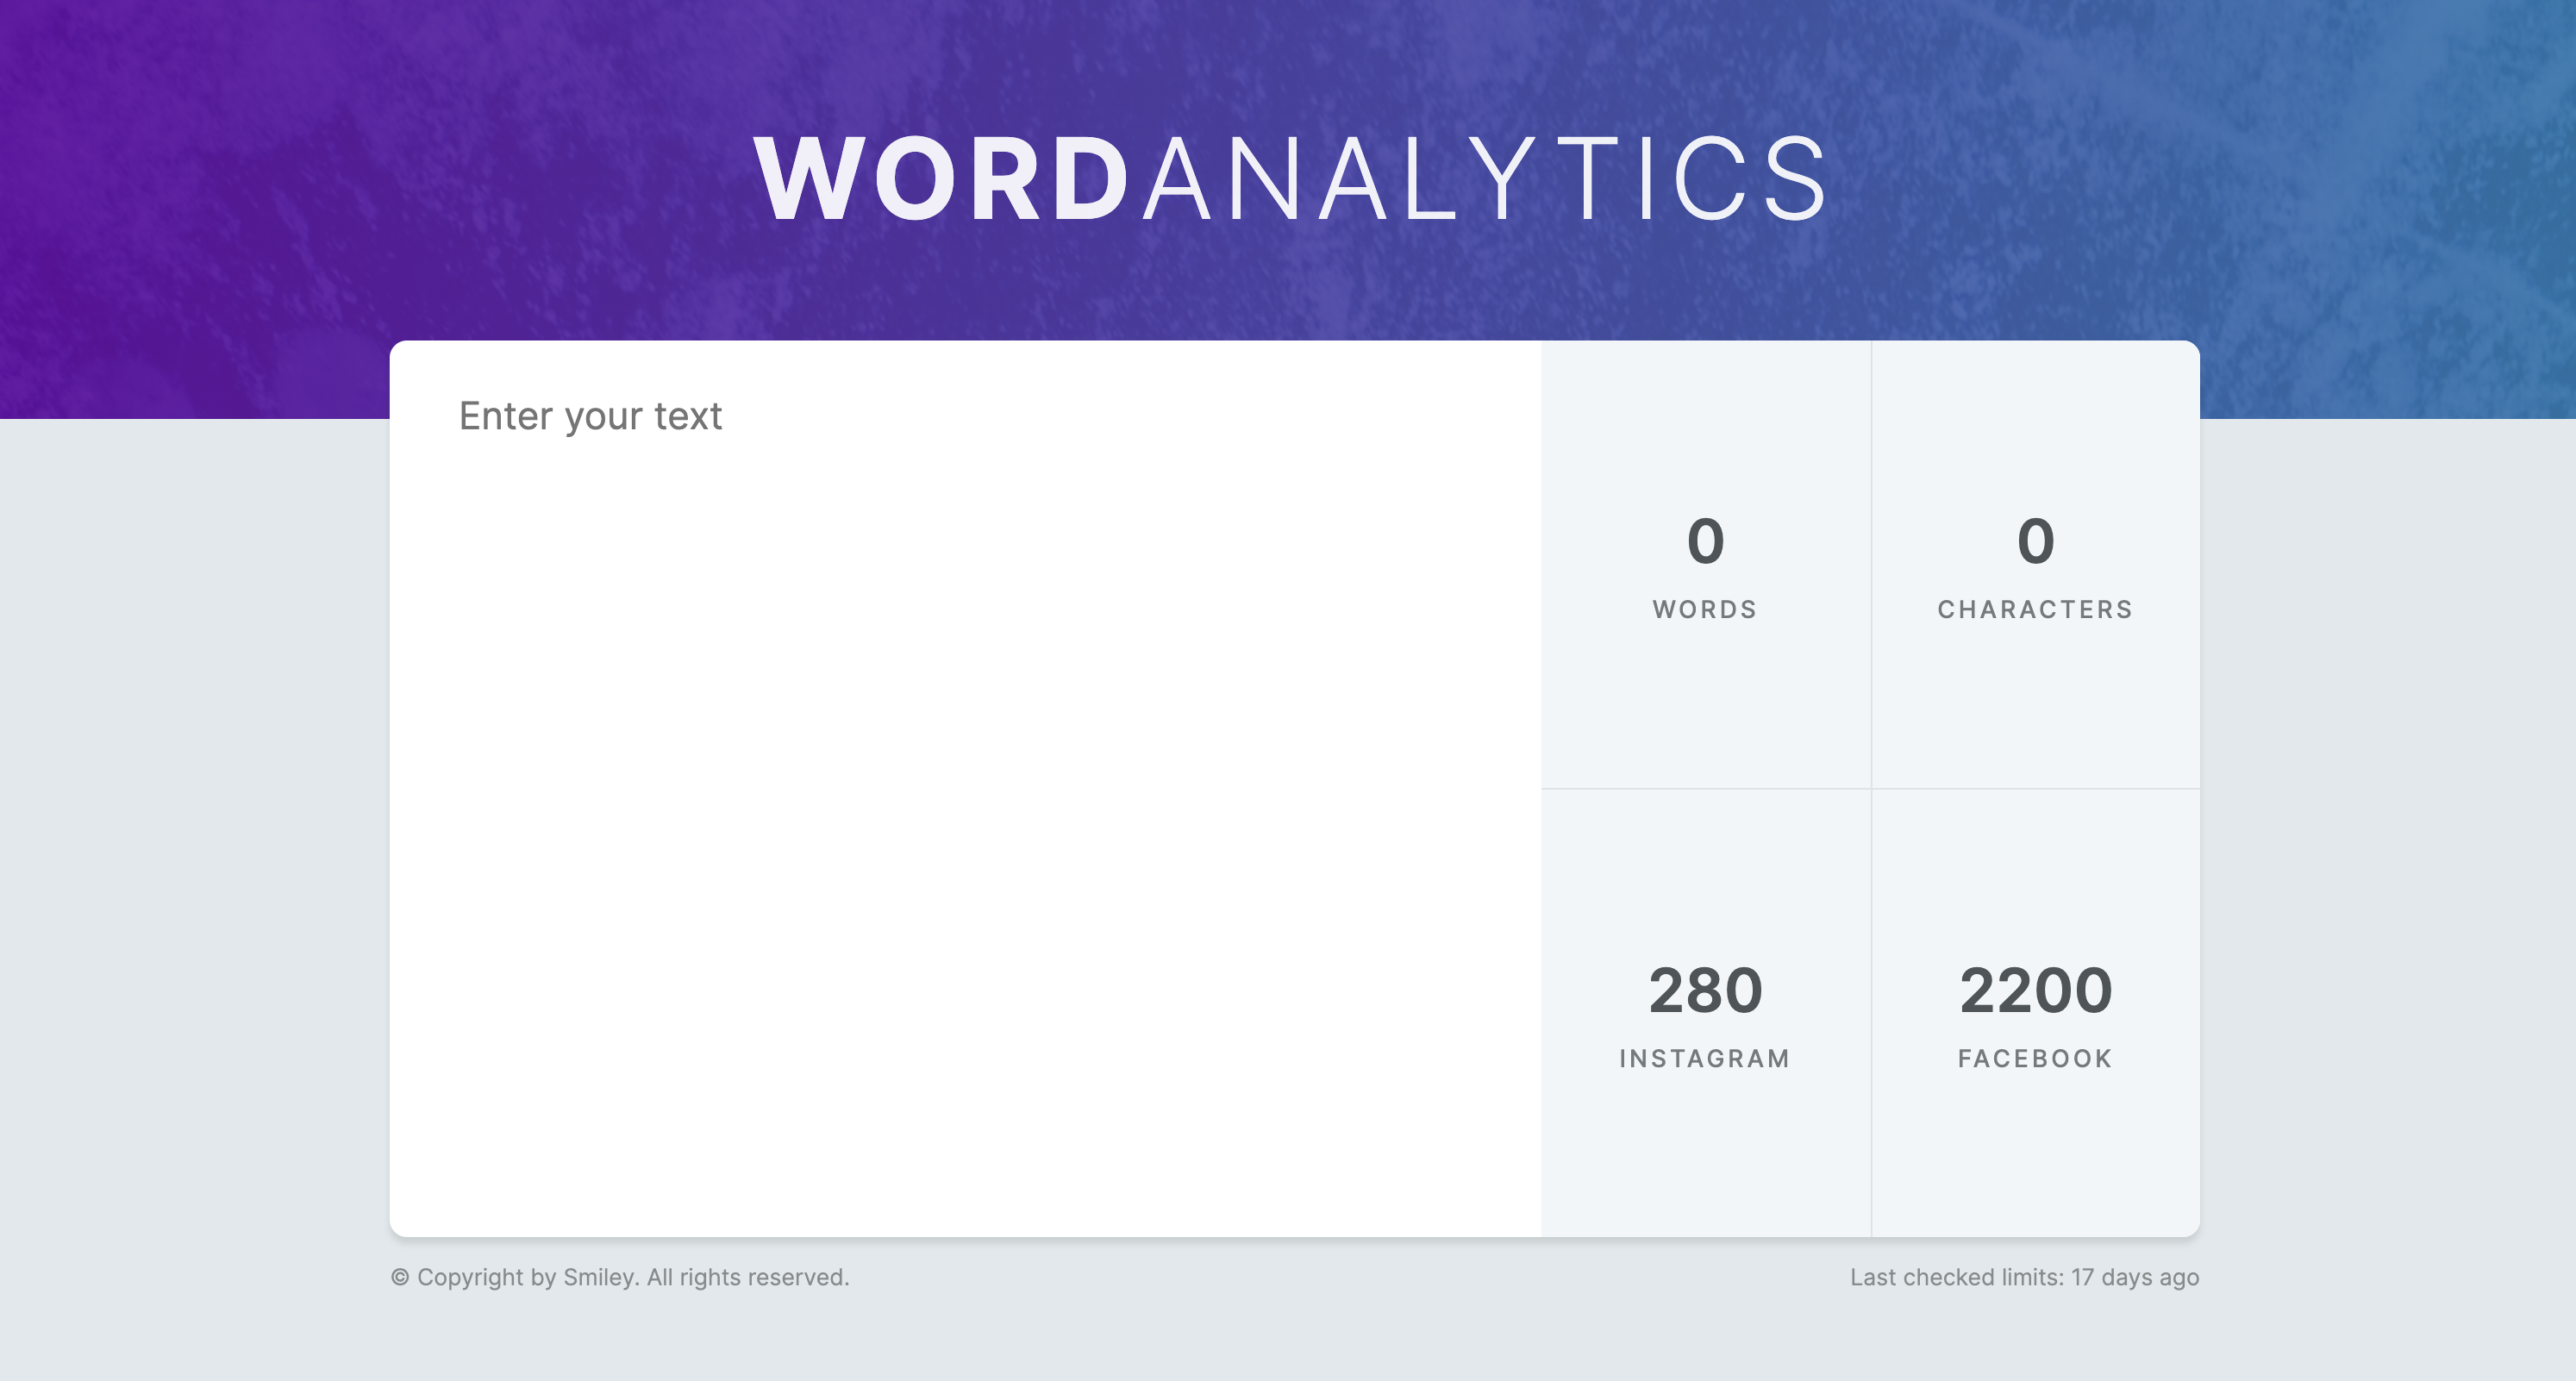 WORDANALYTICS
Enter your text
0
WORDS
0
CHARACTERS
280
INSTAGRAM
2200
FACEBOOK
© Copyright by Smiley. All rights reserved.
Last checked limits: 17 days ago